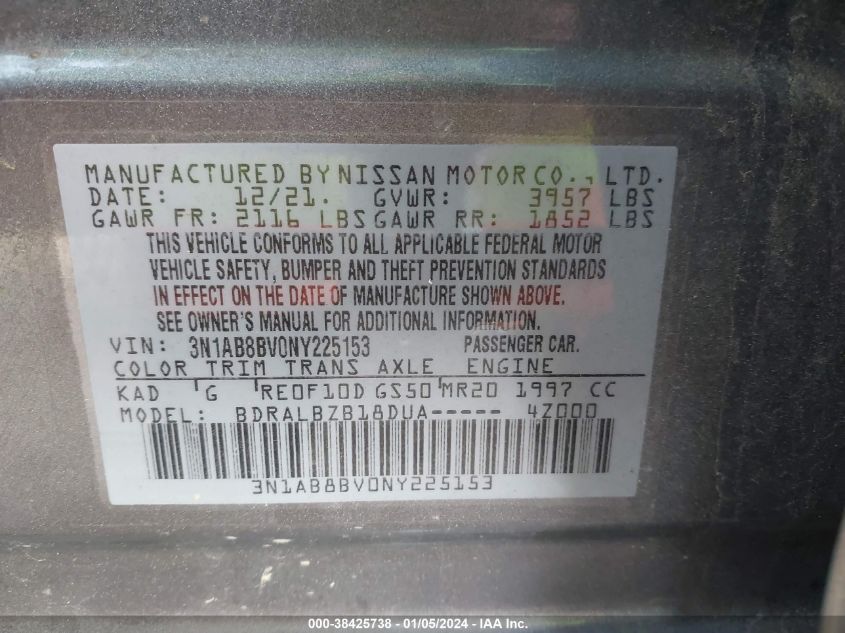 MANUFACTURED BY NISSAN MOTOR CO., LTD.
DATE: 12/21. GVWR: 3957 LBS
GAWR FR: 2116 LBS GAWR RR: 1852 LBS
THIS VEHICLE CONFORMS TO ALL APPLICABLE FEDERAL MOTOR
VEHICLE SAFETY, BUMPER AND THEFT PREVENTION STANDARDS
IN EFFECT ON THE DATE OF MANUFACTURE SHOWN ABOVE.
SEE OWNER'S MANUAL FOR ADDITIONAL INFORMATION.
VIN: 3N1AB8BV0NY225153 PASSENGER CAR.
COLOR TRIM TRANS AXLE ENGINE
KAD G RE0F10D GS50 MR20 1997 CC
MODEL: BDRALBZB18DUA----- 4Z000
3N1AB8BV0NY225153
000-38425738 - 01/05/2024 - IAA Inc.